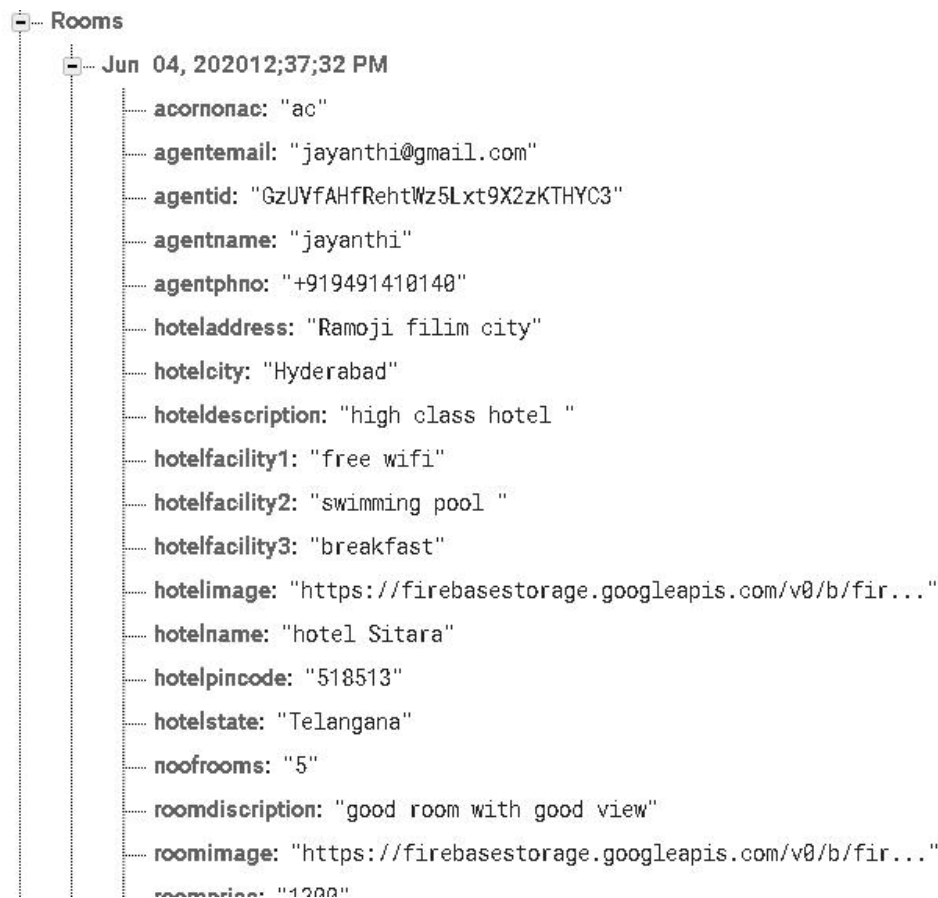 Rooms
Jun 04, 202012;37;32 PM
acornonac: "ac"
agentemail: "jayanthi@gmail.com"
agentid: "GzUVfAHfRehtWz5Lxt9X2zKTHYC3"
agentname: "jayanthi"
agentphno: "+919491410140"
hoteladdress: "Ramoji filim city"
hotelcity: "Hyderabad"
hoteldescription: "high class hotel "
hotelfacility1: "free wifi"
hotelfacility2: "swimming pool "
hotelfacility3: "breakfast"
hotelimage: "https://firebasestorage.googleapis.com/v0/b/fir..."
hotelname: "hotel Sitara"
hotelpincode: "518513"
hotelstate: "Telangana"
noofrooms: "5"
roomdiscription: "good room with good view"
roomimage: "https://firebasestorage.googleapis.com/v0/b/fir..."
roomprice: "1200"